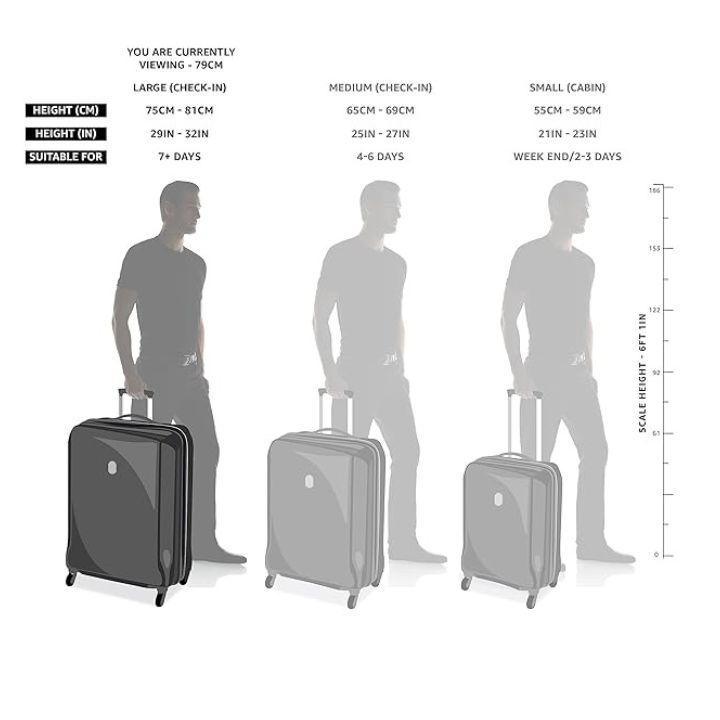 YOU ARE CURRENTLY
VIEWING - 79CM
LARGE (CHECK-IN) MEDIUM (CHECK-IN) SMALL (CABIN)
HEIGHT (CM) 75CM - 81CM 65CM - 69CM 55CM - 59CM
HEIGHT (IN) 29IN - 32IN 25IN - 27IN 21IN - 23IN
SUITABLE FOR 7+ DAYS 4-6 DAYS WEEK END/2-3 DAYS
186
153
122
92
61
0
SCALE HEIGHT - 6FT 1IN